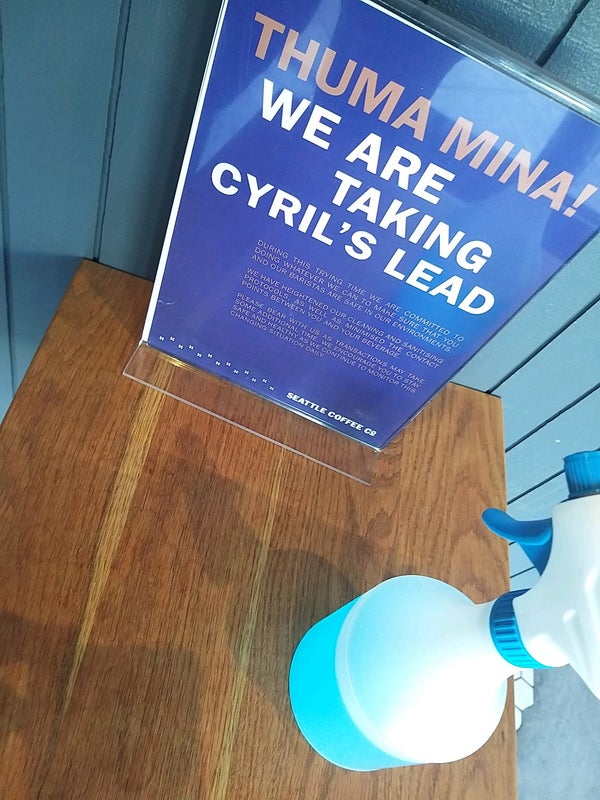 THUMA MINA!
WE ARE
TAKING
CYRIL'S LEAD
DURING THIS TRYING TIME WE ARE COMMITTED TO
DOING WHATEVER WE CAN TO MAKE SURE THAT YOU
AND OUR BARISTAS ARE SAFE IN OUR ENVIRONMENTS.
WE HAVE HEIGHTENED OUR CLEANING AND SANITISING
PROTOCOLS, AS WELL AS MINIMISED THE CONTACT
POINTS BETWEEN YOU AND YOUR BEVERAGE.
PLEASE BEAR WITH US AS TRANSACTIONS MAY TAKE
SOME ADDITIONAL TIME. WE ENCOURAGE YOU TO STAY
SAFE AND HEALTHY AS WE CONTINUE TO MONITOR THIS
CHANGING SITUATION DAILY.
SEATTLE COFFEE CO